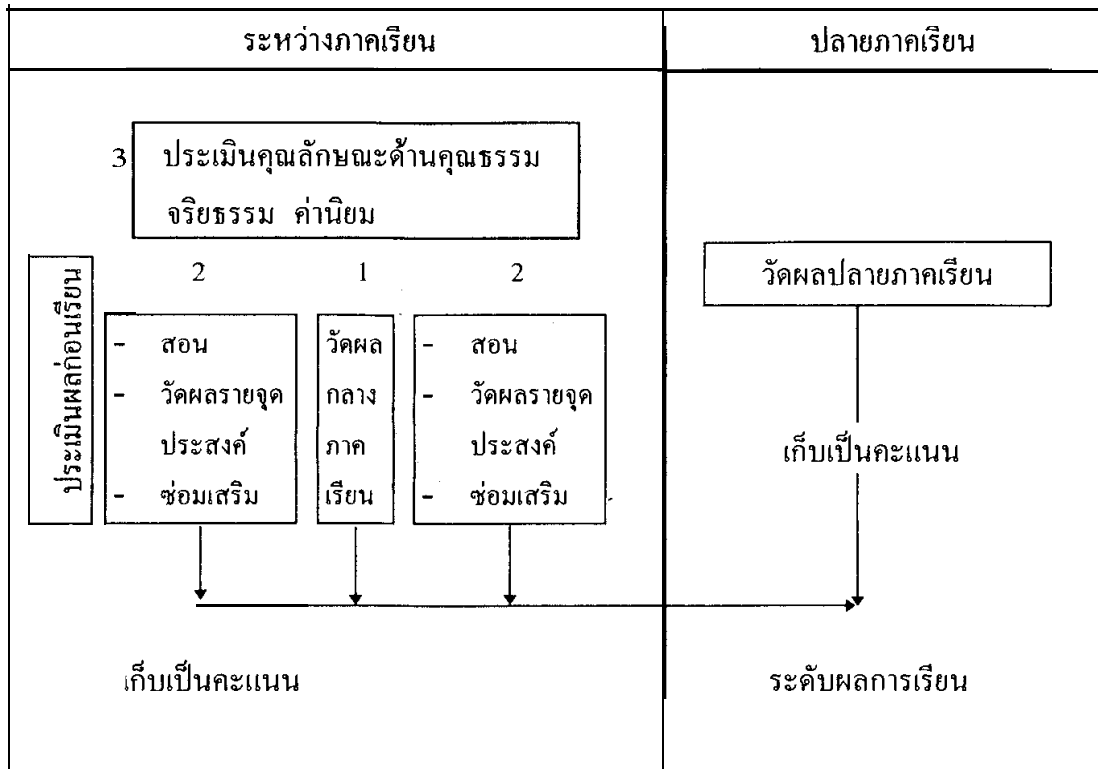 ระหว่างภาคเรียน
ปลายภาคเรียน
3 ประเมินคุณลักษณะด้านคุณธรรม
จริยธรรม ค่านิยม
ประเมินผลก่อนเรียน
2
- สอน
- วัดผลรายจุด
ประสงค์
- ซ่อมเสริม
1
วัดผล
กลาง
ภาค
เรียน
2
- สอน
- วัดผลรายจุด
ประสงค์
- ซ่อมเสริม
เก็บเป็นคะแนน
วัดผลปลายภาคเรียน
เก็บเป็นคะแนน
ระดับผลการเรียน